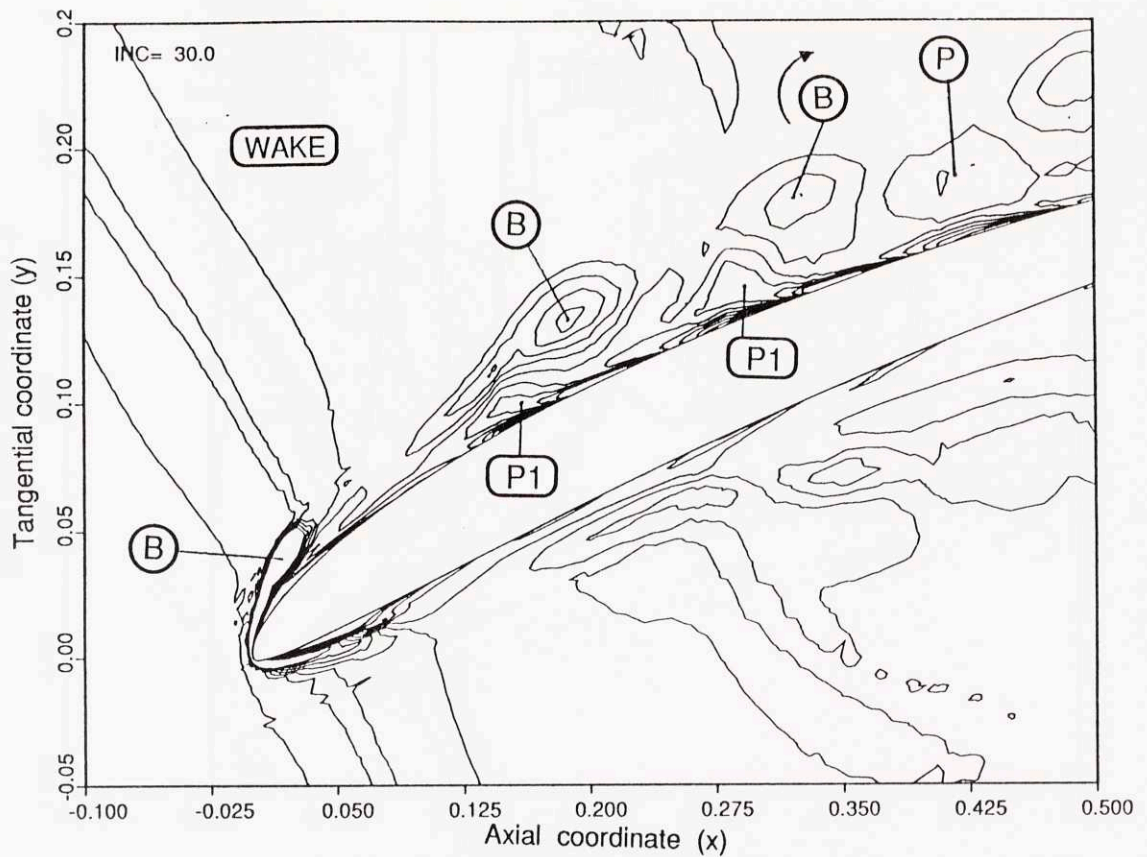 0.22
INC= 30.0
P
B
0.20
WAKE
B
0.15
Tangential coordinate (y)
P1
0.10
P1
0.05
B
0.00
-0.05
-0.100 -0.025 0.050 0.125 0.200 0.275 0.350 0.425 0.500
Axial coordinate (x)